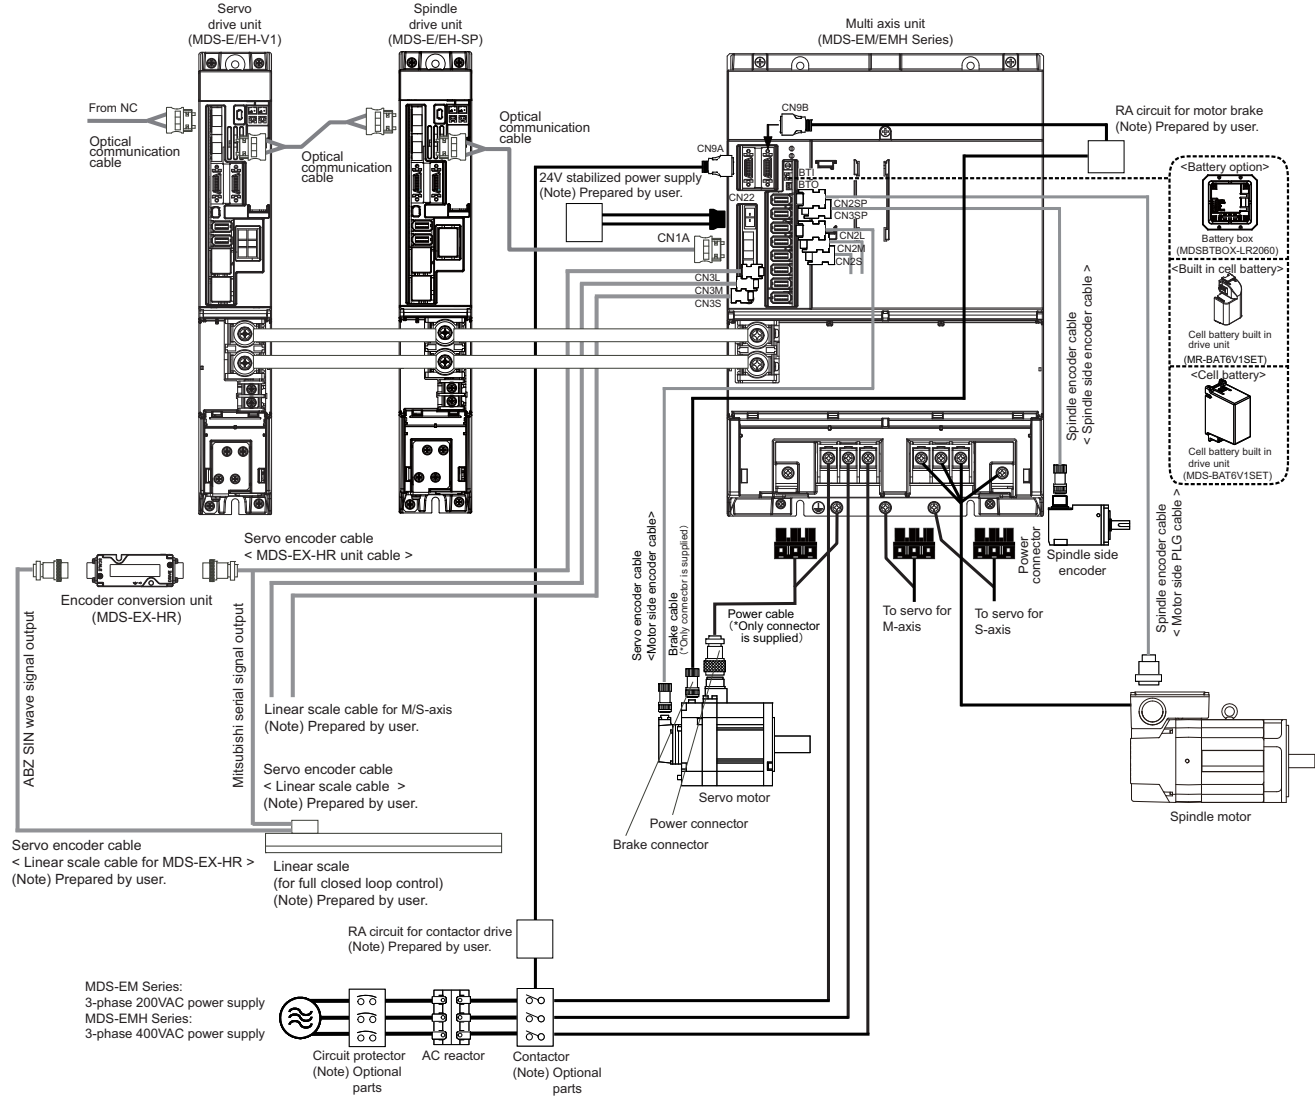 Servo
drive unit
(MDS-E/EH-V1)
Spindle
drive unit
(MDS-E/EH-SP)
Multi axis unit
(MDS-EM/EMH Series)
From NC
Optical
communication
cable
Optical
communication
cable
Optical
communication
cable
CN9B
CN9A
RA circuit for motor brake
(Note) Prepared by user.
24V stabilized power supply
(Note) Prepared by user.
BTI
BTO
CN22
CN2SP
CN3SP
CN2L
CN2M
CN2S
CN1A
CN3L
CN3M
CN3S
<Battery option>
Battery box
(MDSBTBOX-LR2060)
<Built in cell battery>
Cell battery built in
drive unit
(MR-BAT6V1SET)
<Cell battery>
Cell battery built in
drive unit
(MDS-BAT6V1SET)
Spindle encoder cable
< Spindle side encoder cable >
Servo encoder cable
< MDS-EX-HR unit cable >
Encoder conversion unit
(MDS-EX-HR)
ABZ SIN wave signal output
Mitsubishi serial signal output
Servo encoder cable
<Motor side encoder cable>
Brake cable
(*Only connector is supplied)
Power cable
(*Only connector
is supplied)
To servo for
M-axis
To servo for
S-axis
Power
connector
Spindle side
encoder
Spindle encoder cable
< Motor side PLG cable >
Linear scale cable for M/S-axis
(Note) Prepared by user.
Servo encoder cable
< Linear scale cable >
(Note) Prepared by user.
Servo motor
Power connector
Brake connector
Spindle motor
Servo encoder cable
< Linear scale cable for MDS-EX-HR >
(Note) Prepared by user.
Linear scale
(for full closed loop control)
(Note) Prepared by user.
RA circuit for contactor drive
(Note) Prepared by user.
MDS-EM Series:
3-phase 200VAC power supply
MDS-EMH Series:
3-phase 400VAC power supply
Circuit protector
(Note) Optional
parts
AC reactor
Contactor
(Note) Optional
parts